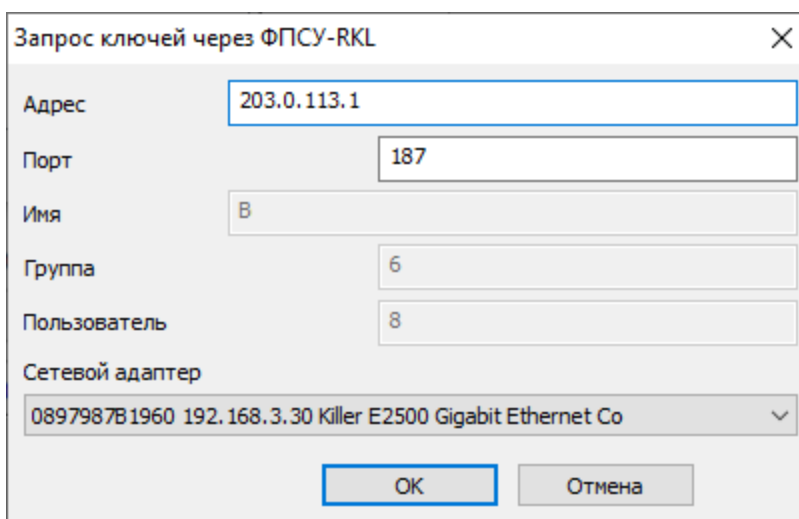 Запрос ключей через ФПСУ-RKL
Адрес 203.0.113.1
Порт 187
Имя B
Группа 6
Пользователь 8
Сетевой адаптер
0897987B1960 192.168.3.30 Killer E2500 Gigabit Ethernet Co
OK Отмена